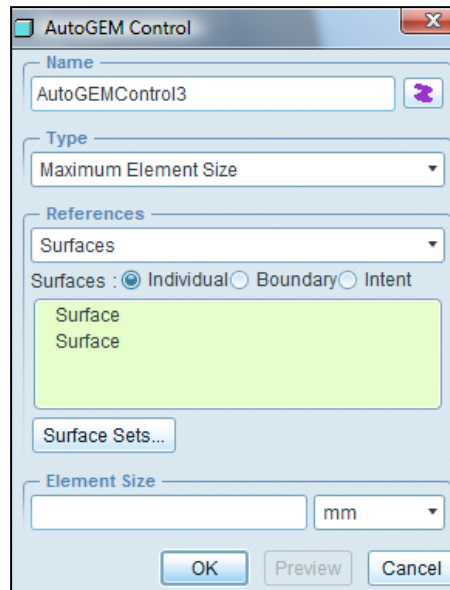 AutoGEM Control
Name
AutoGEMControl3
Type
Maximum Element Size
References
Surfaces
Surfaces : Individual Boundary Intent
Surface
Surface
Surface Sets...
Element Size
mm
OK Preview Cancel